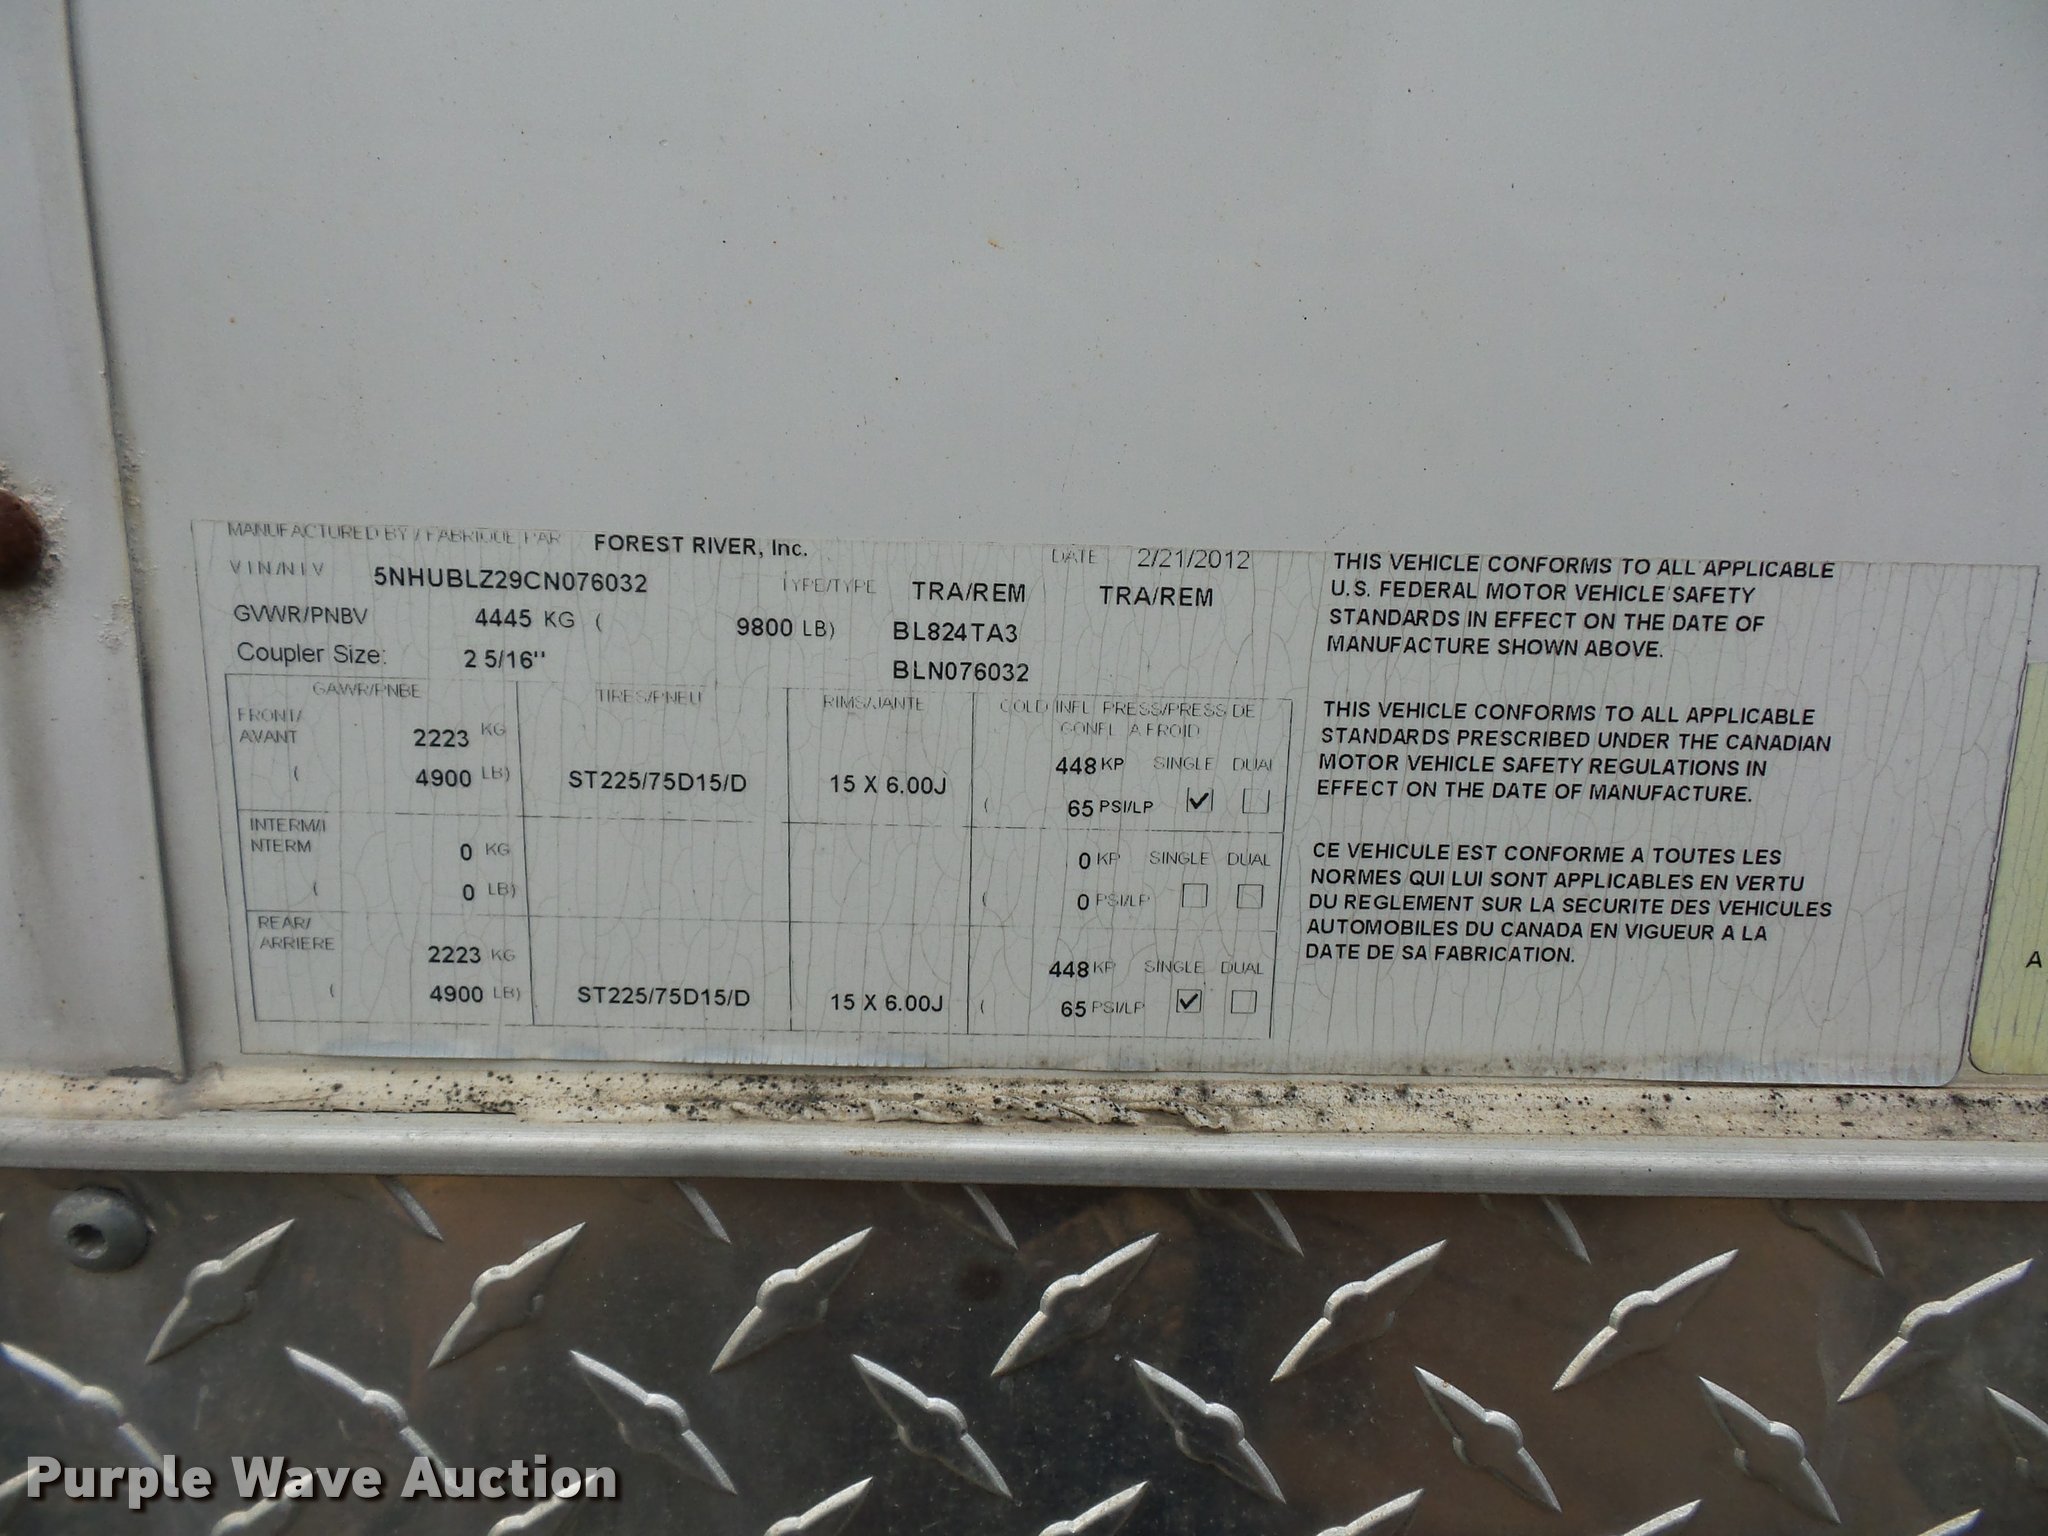 MANUFACTURED BY / FABRIQUE PAR FOREST RIVER, Inc. DATE 2/21/2012
VIN/NIV 5NHUBLZ29CN076032 TYPE/TYPE TRA/REM TRA/REM
GVWR/PNBV 4445 KG ( 9800 LB) BL824TA3
Coupler Size: 2 5/16'' BLN076032
GAWR/PNBE TIRES/PNEU RIMS/JANTE COLD INFL PRESS/PRESS DE
GONFL A FROID
FRONT/
AVANT 2223 KG 448 KP SINGLE DUAL
( 4900 LB) ST225/75D15/D 15 X 6.00J ( 65 PSI/LP
INTERM/I
NTERM 0 KG 0 KP SINGLE DUAL
( 0 LB) ( 0 PSI/LP
REAR/
ARRIERE 2223 KG 448 KP SINGLE DUAL
( 4900 LB) ST225/75D15/D 15 X 6.00J ( 65 PSI/LP
THIS VEHICLE CONFORMS TO ALL APPLICABLE
U.S. FEDERAL MOTOR VEHICLE SAFETY
STANDARDS IN EFFECT ON THE DATE OF
MANUFACTURE SHOWN ABOVE.
THIS VEHICLE CONFORMS TO ALL APPLICABLE
STANDARDS PRESCRIBED UNDER THE CANADIAN
MOTOR VEHICLE SAFETY REGULATIONS IN
EFFECT ON THE DATE OF MANUFACTURE.
CE VEHICULE EST CONFORME A TOUTES LES
NORMES QUI LUI SONT APPLICABLES EN VERTU
DU REGLEMENT SUR LA SECURITE DES VEHICULES
AUTOMOBILES DU CANADA EN VIGUEUR A LA
DATE DE SA FABRICATION.
A
Purple Wave Auction